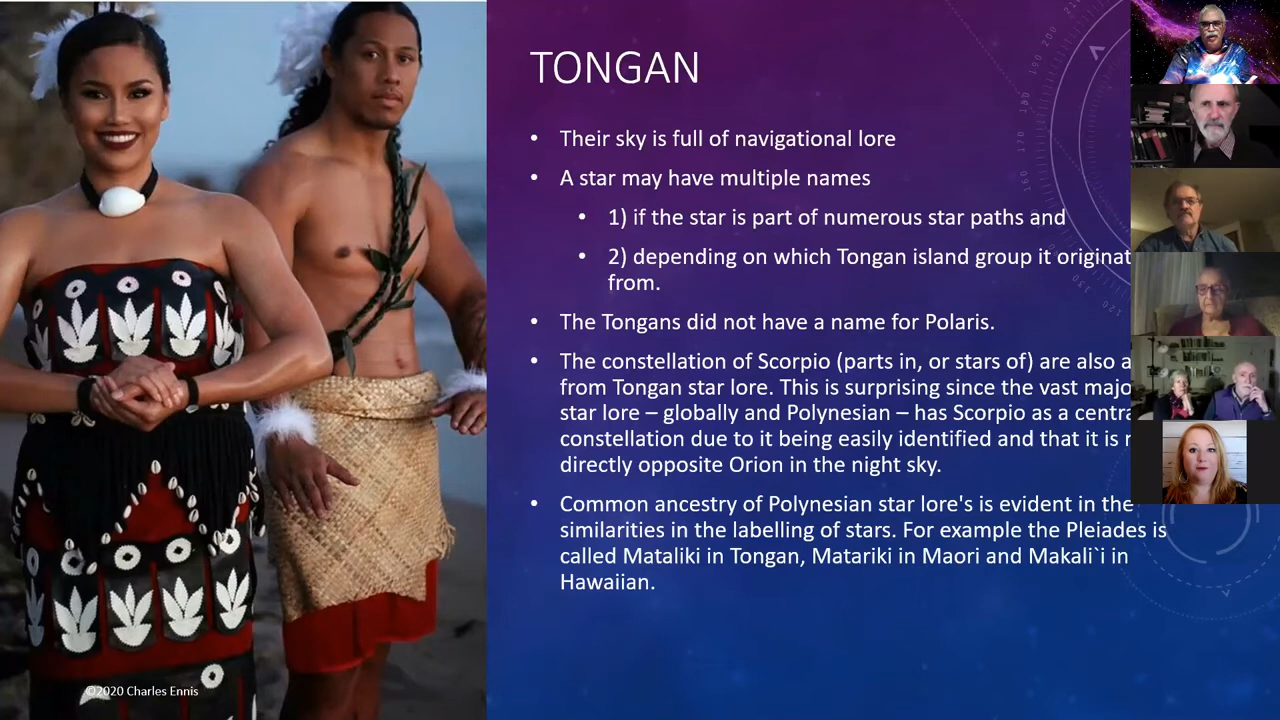 TONGAN
• Their sky is full of navigational lore
• A star may have multiple names
• 1) if the star is part of numerous star paths and
• 2) depending on which Tongan island group it originat
from.
• The Tongans did not have a name for Polaris.
• The constellation of Scorpio (parts in, or stars of) are also a
from Tongan star lore. This is surprising since the vast majo
star lore – globally and Polynesian – has Scorpio as a centra
constellation due to it being easily identified and that it is
directly opposite Orion in the night sky.
• Common ancestry of Polynesian star lore's is evident in the
similarities in the labelling of stars. For example the Pleiades is
called Mataliki in Tongan, Matariki in Maori and Makali`i in
Hawaiian.
©2020 Charles Ennis
210
200
190
180
170
160